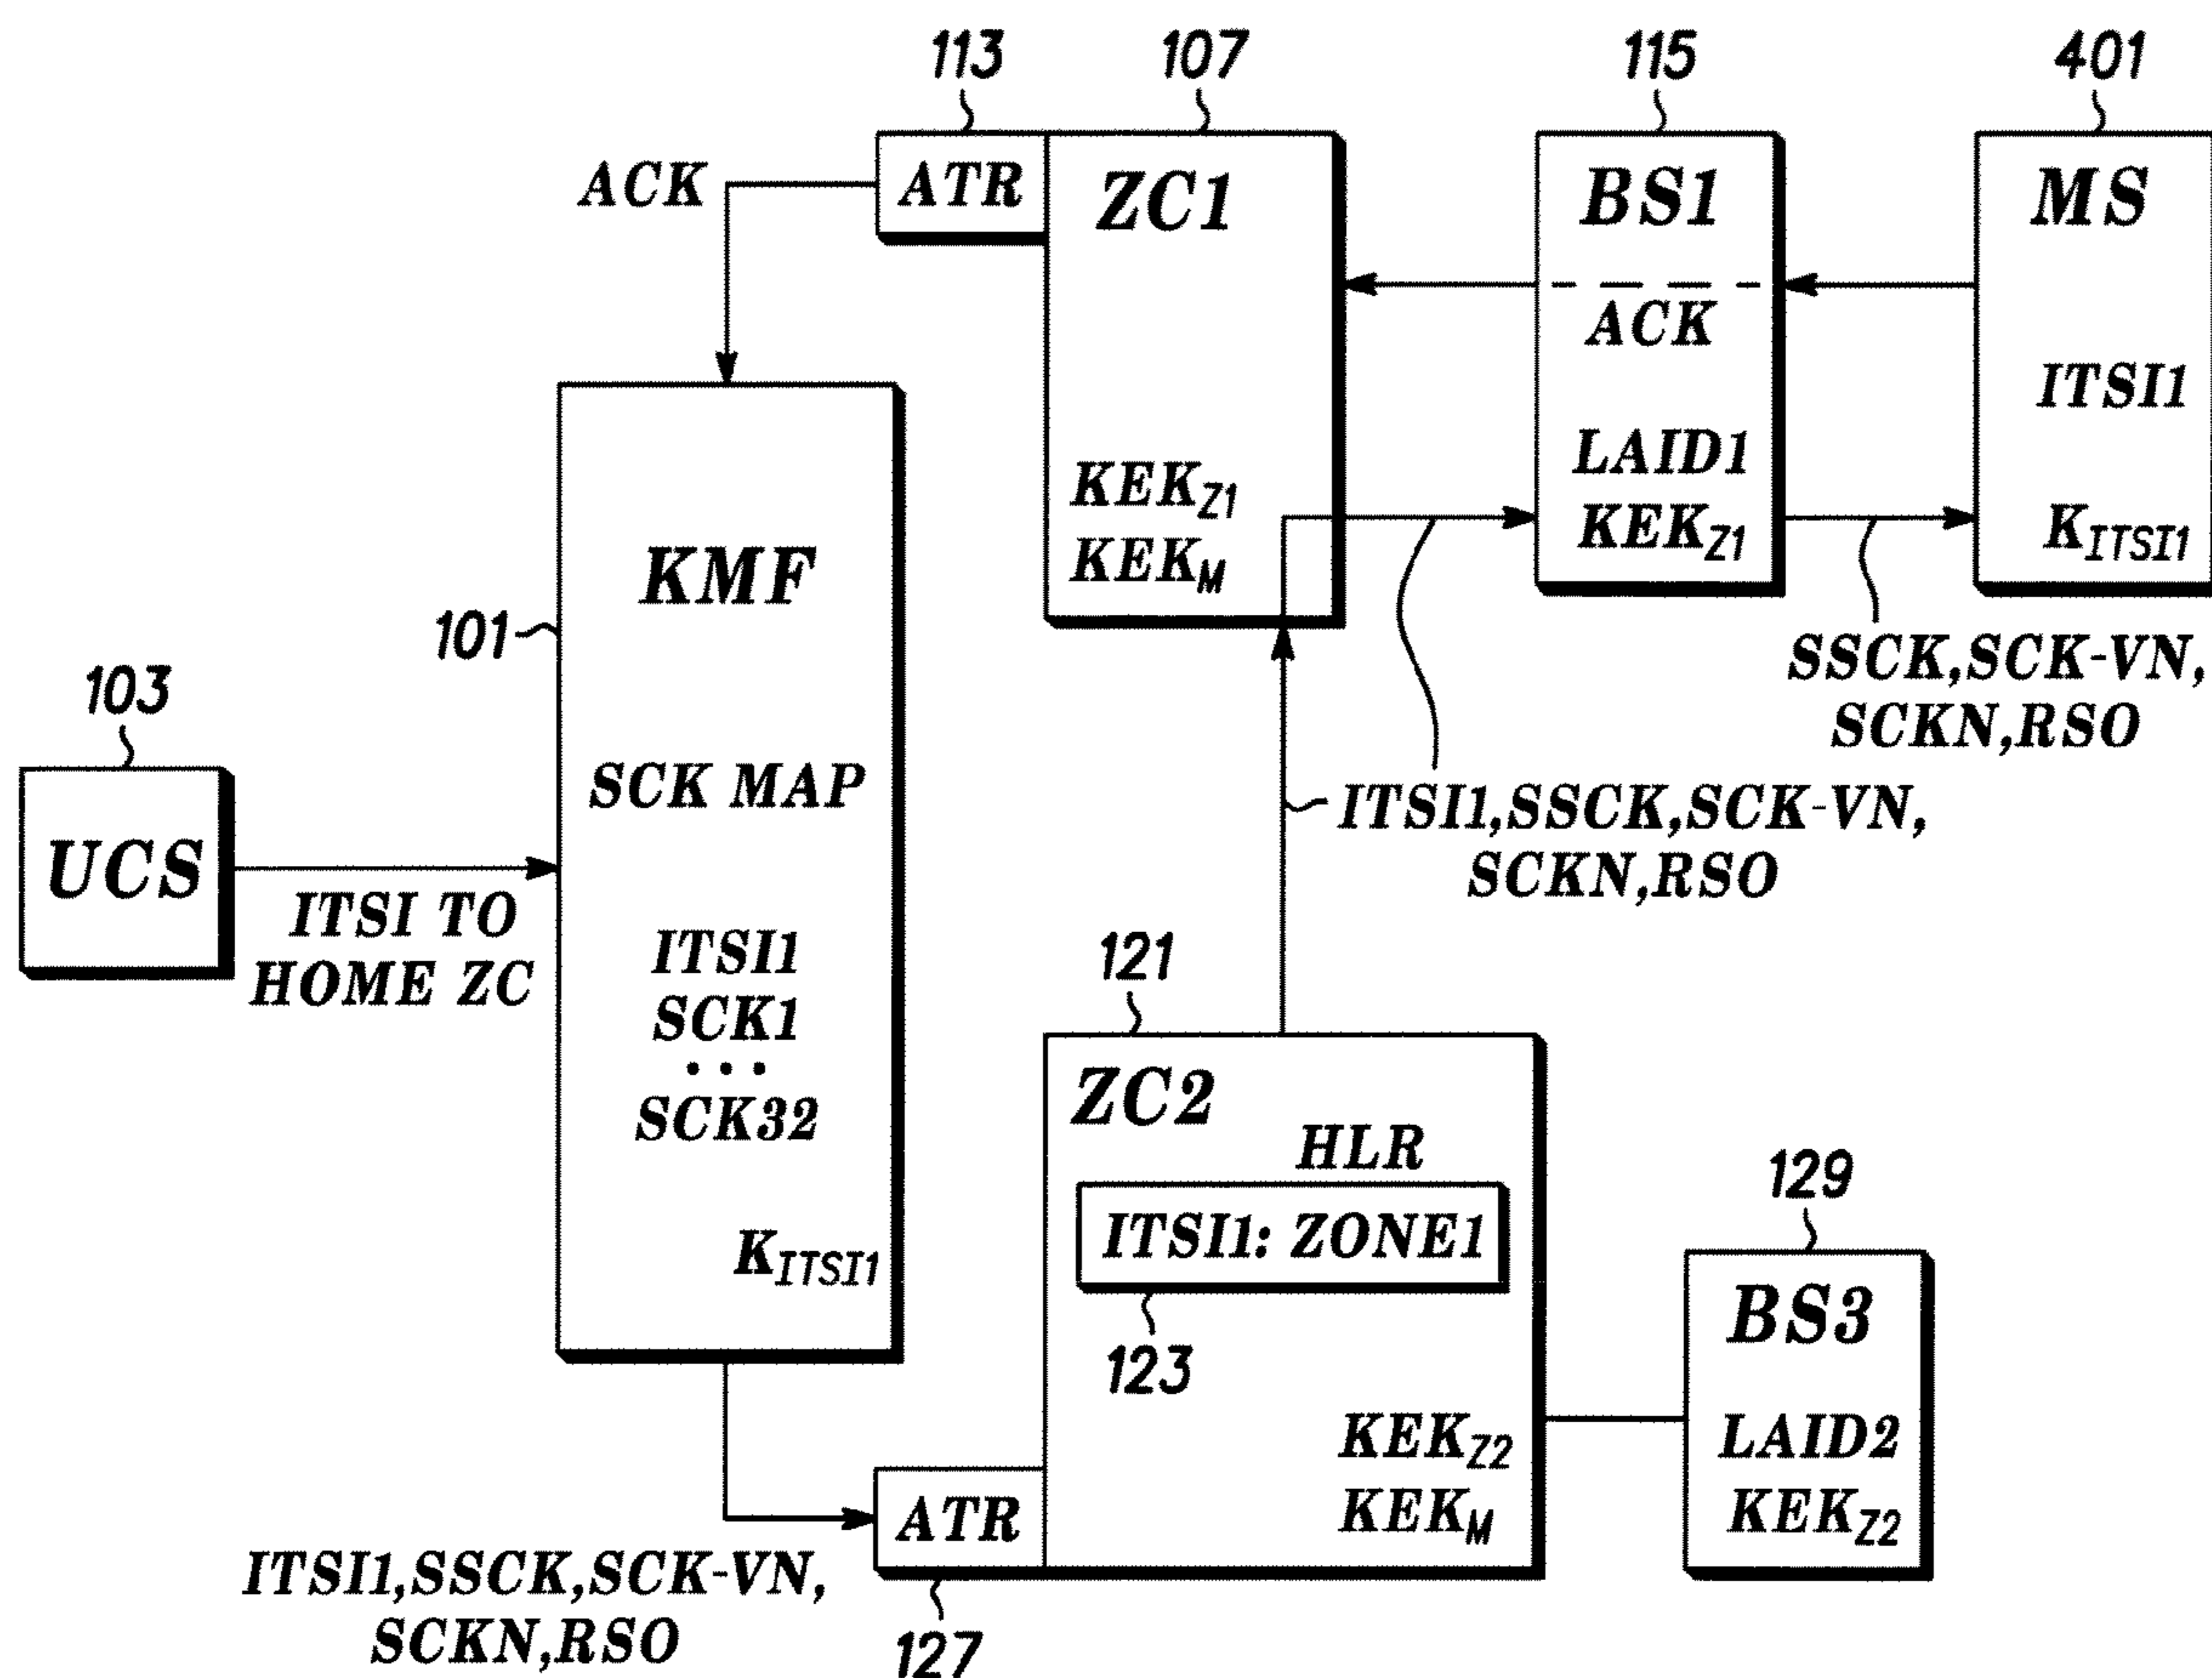 113
107
115
401
ACK
ATR
ZC1
KEKZ1
KEKM
BS1
ACK
LAID1
KEKZ1
MS
ITSI1
KITSI1
SSCK,SCK-VN,
SCKN,RSO
ITSI1,SSCK,SCK-VN,
SCKN,RSO
101
KMF
SCK MAP
ITSI1
SCK1
...
SCK32
KITSI1
103
UCS
ITSI TO
HOME ZC
121
ZC2
HLR
ITSI1: ZONE1
123
KEKZ2
KEKM
129
BS3
LAID2
KEKZ2
ATR
127
ITSI1,SSCK,SCK-VN,
SCKN,RSO